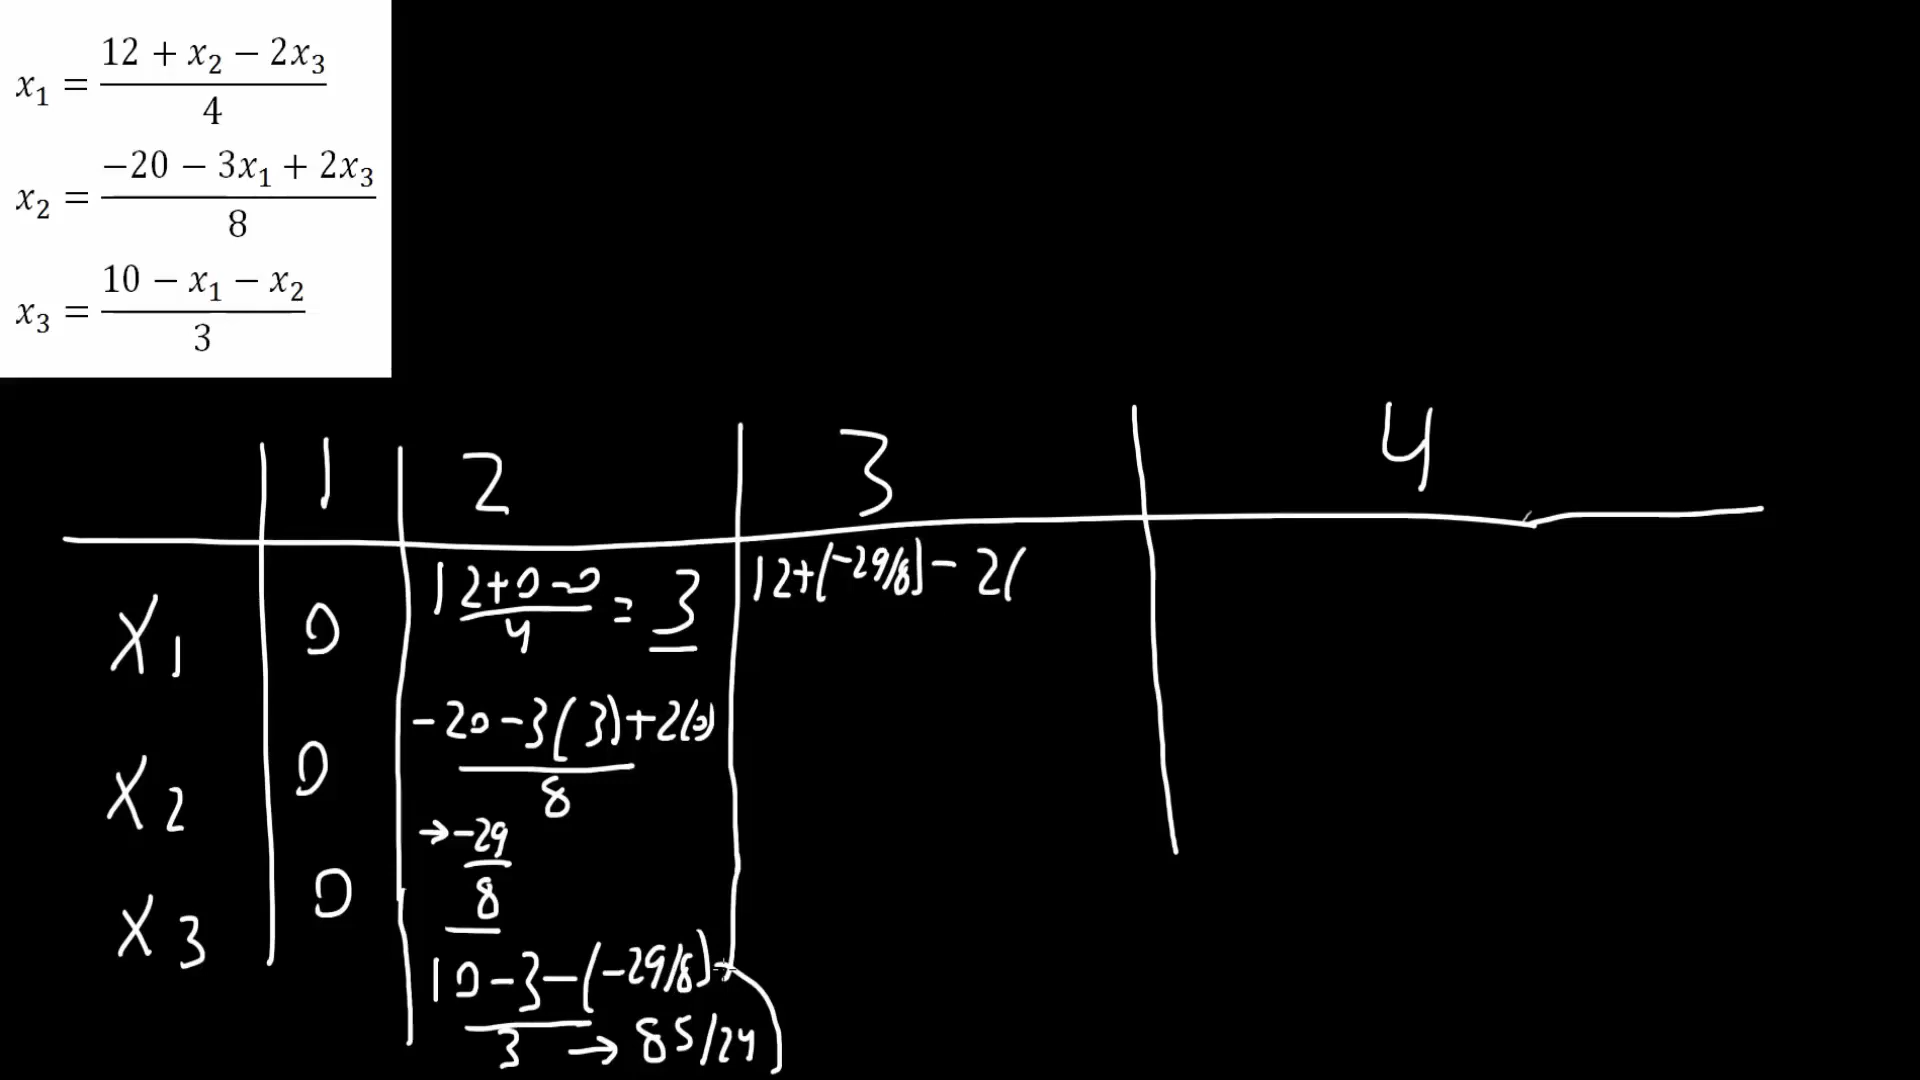 x₁ = (12 + x₂ − 2x₃)/4
x₂ = (−20 − 3x₁ + 2x₃)/8
x₃ = (10 − x₁ − x₂)/3
1 2 3 4
X₁ 0 (12+0-0)/4 = 3 12+(-29/8)-2(
X₂ 0 (-20-3(3)+2(0))/8
→ -29/8
X₃ 0
(10-3-(-29/8))/3 → 85/24